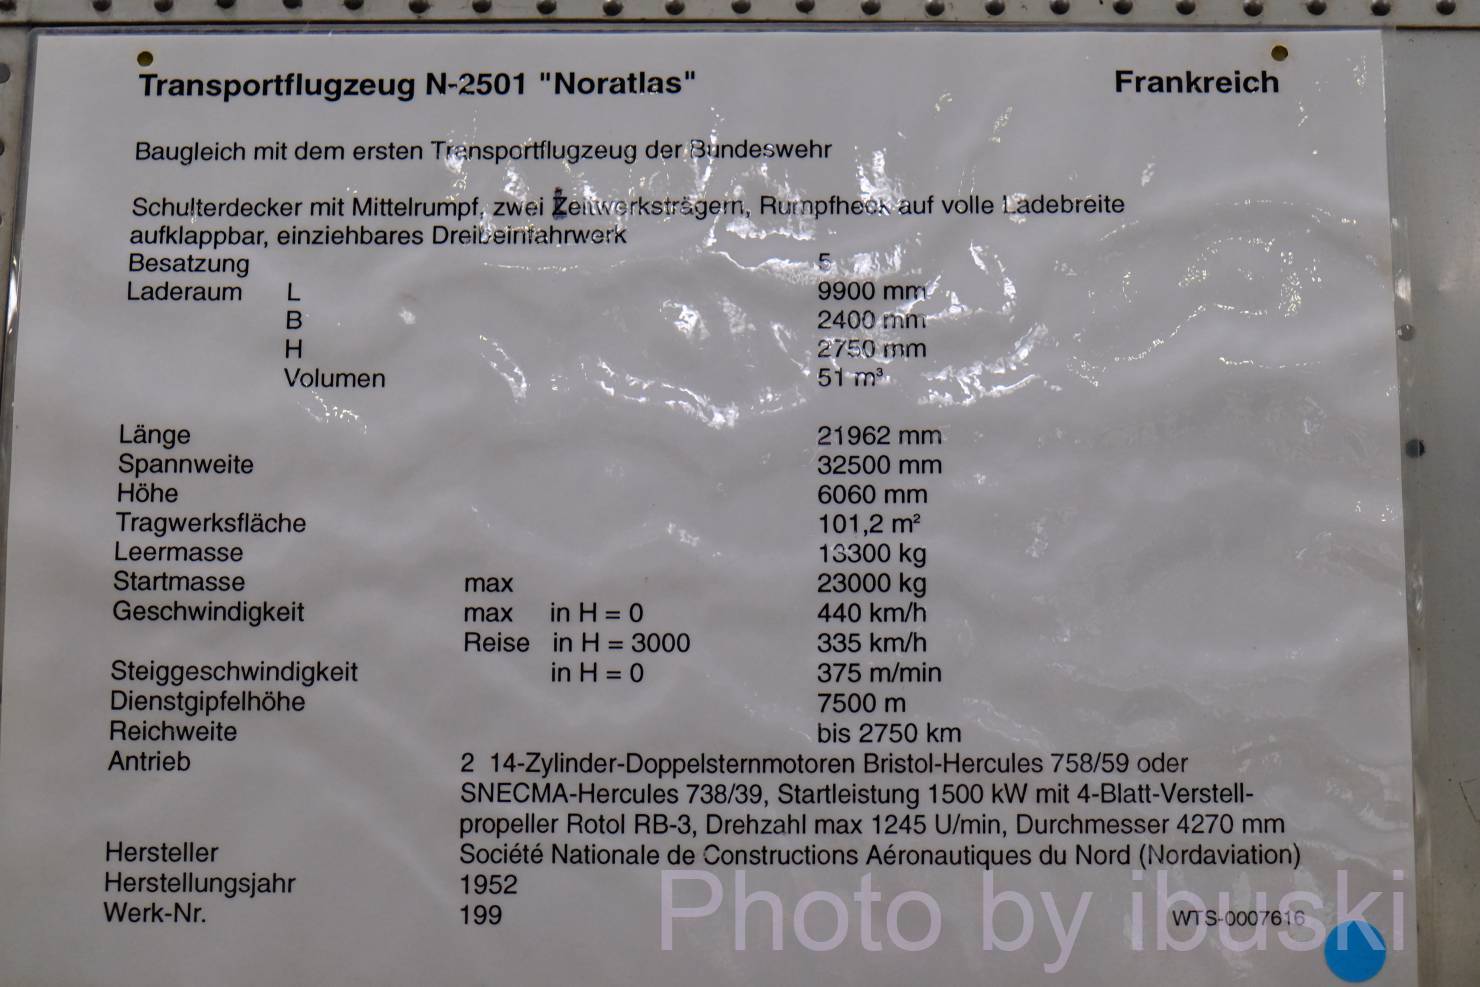 Transportflugzeug N-2501 "Noratlas" Frankreich
Baugleich mit dem ersten Transportflugzeug der Bundeswehr
Schulterdecker mit Mittelrumpf, zwei Leitwerksträgern, Rumpfheck auf volle Ladebreite
aufklappbar, einziehbares Dreibeinfahrwerk
Besatzung 5
Laderaum L 9900 mm
B 2400 mm
H 2750 mm
Volumen 51 m³
Länge 21962 mm
Spannweite 32500 mm
Höhe 6060 mm
Tragwerksfläche 101,2 m²
Leermasse 13300 kg
Startmasse max 23000 kg
Geschwindigkeit max in H = 0 440 km/h
Reise in H = 3000 335 km/h
Steiggeschwindigkeit in H = 0 375 m/min
Dienstgipfelhöhe 7500 m
Reichweite bis 2750 km
Antrieb 2 14-Zylinder-Doppelsternmotoren Bristol-Hercules 758/59 oder
SNECMA-Hercules 738/39, Startleistung 1500 kW mit 4-Blatt-Verstell-
propeller Rotol RB-3, Drehzahl max 1245 U/min, Durchmesser 4270 mm
Hersteller Société Nationale de Constructions Aéronautiques du Nord (Nordaviation)
Herstellungsjahr 1952
Werk-Nr. 199
WTS-0007616
Photo by ibuski